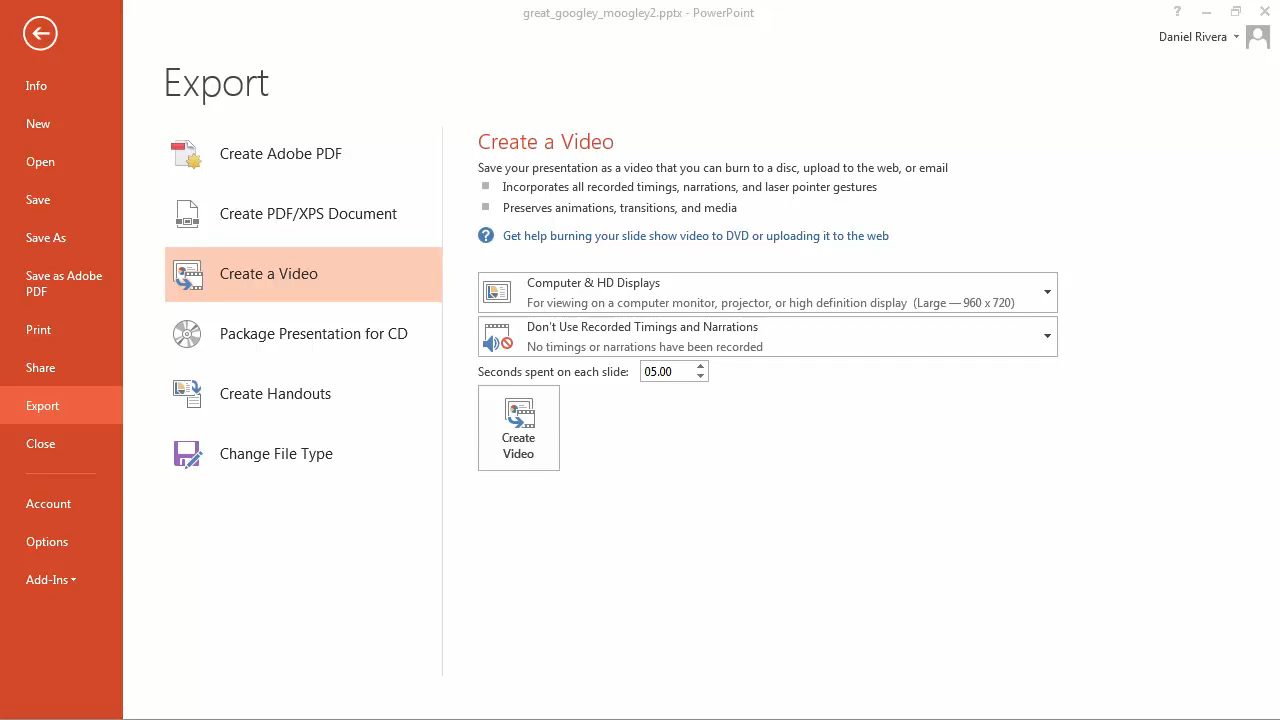 great_googley_moogley2.pptx - PowerPoint
?
Daniel Rivera
Info
New
Open
Save
Save As
Save as Adobe
PDF
Print
Share
Export
Close
Account
Options
Add-Ins
Export
Create Adobe PDF
Create PDF/XPS Document
Create a Video
Package Presentation for CD
Create Handouts
Change File Type
Create a Video
Save your presentation as a video that you can burn to a disc, upload to the web, or email
Incorporates all recorded timings, narrations, and laser pointer gestures
Preserves animations, transitions, and media
? Get help burning your slide show video to DVD or uploading it to the web
Computer & HD Displays
For viewing on a computer monitor, projector, or high definition display (Large — 960 x 720)
Don't Use Recorded Timings and Narrations
No timings or narrations have been recorded
Seconds spent on each slide: 05.00
Create
Video